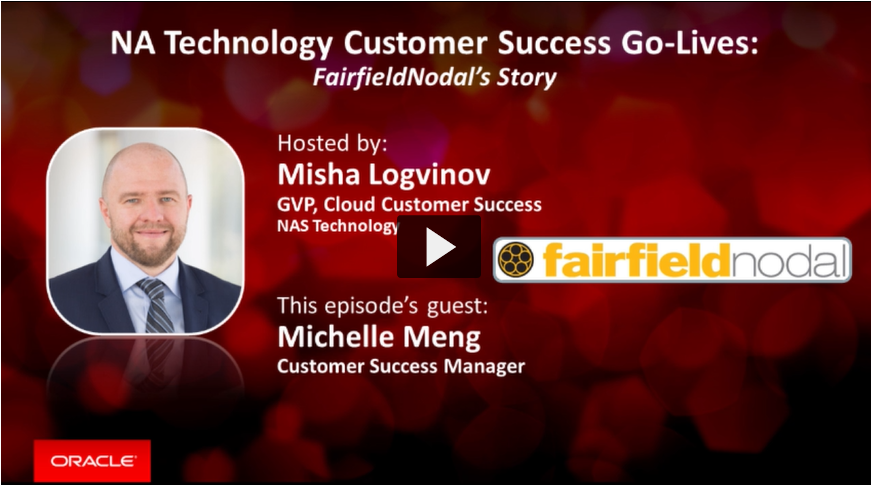 NA Technology Customer Success Go-Lives:
FairfieldNodal's Story
Hosted by:
Misha Logvinov
GVP, Cloud Customer Success
NAS Technology
fairfieldnodal
This episode's guest:
Michelle Meng
Customer Success Manager
ORACLE